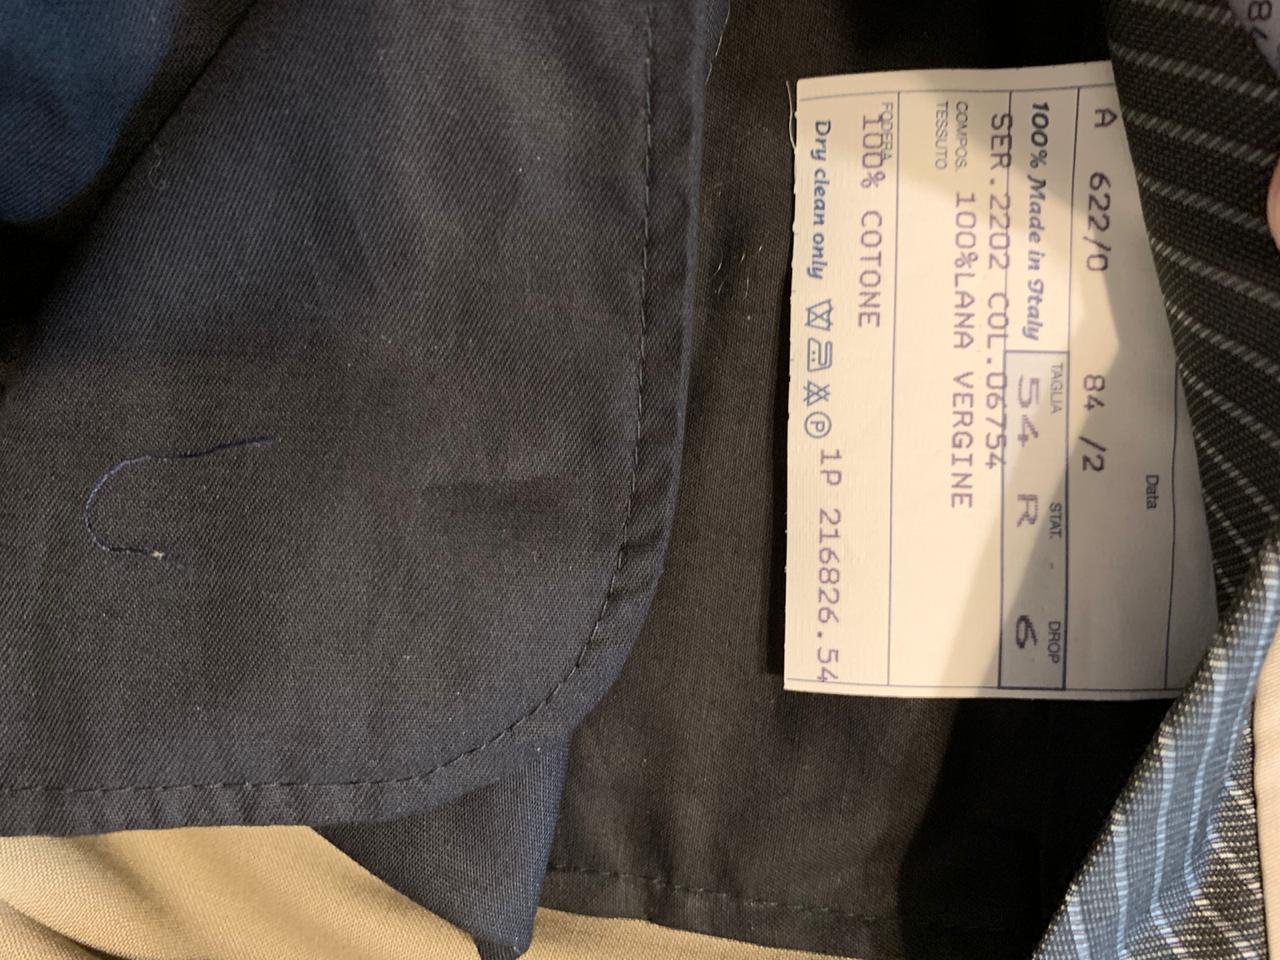 Data
A 622/0 84 /2
100% Made in Italy
TAGLIA STAT. DROP
54 R 6
SER.2202 COL.06754
COMPOS. TESSUTO 100%LANA VERGINE
FODERA
100% COTONE
Dry clean only P 1P 216826.54